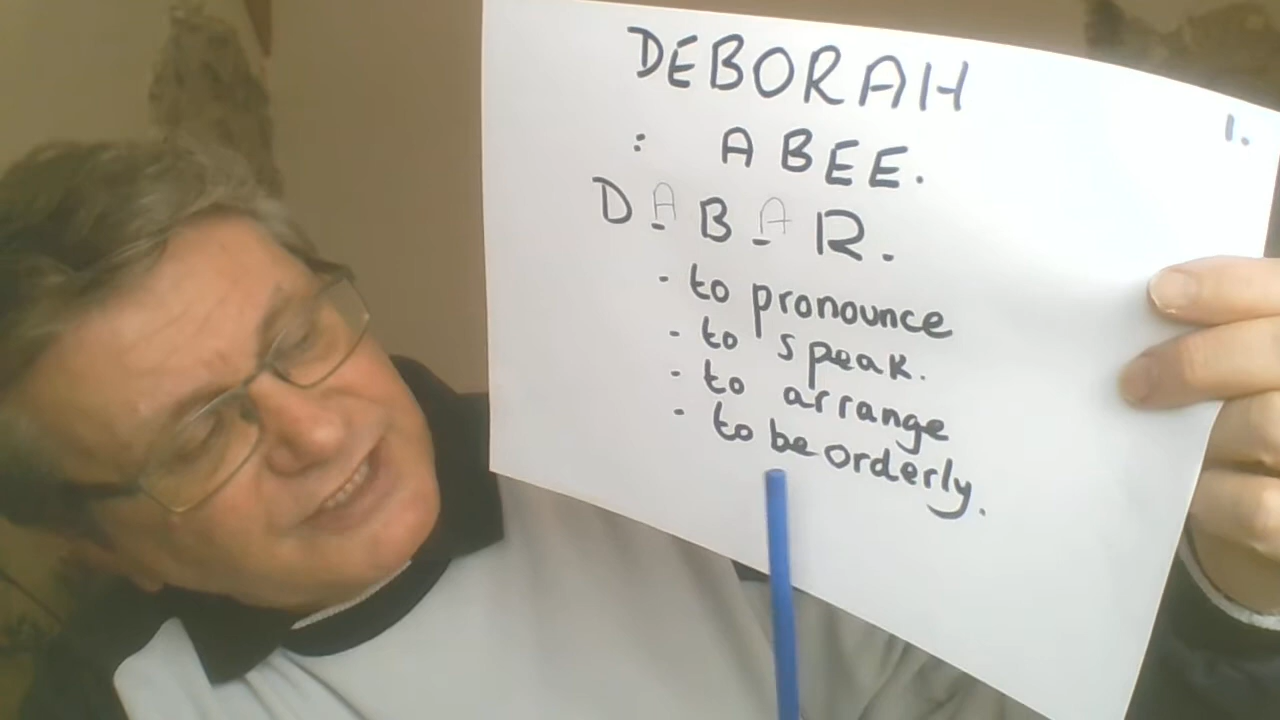 DEBORAH
1.
: A BEE.
DABAR.
- to pronounce
- to speak.
- to arrange
- to be orderly.